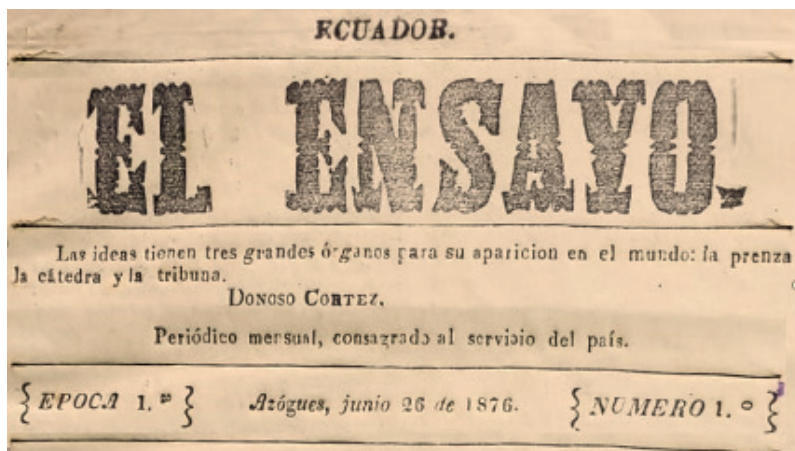 ECUADOR.
EL ENSAYO.
Las ideas tienen tres grandes órganos para su aparicion en el mundo: la prenza
la cátedra y la tribuna.
DONOSO CORTEZ.
Periódico mensual, consagrado al servicio del país.
EPOCA 1.ª
Azógues, junio 26 de 1876.
NUMERO 1.º